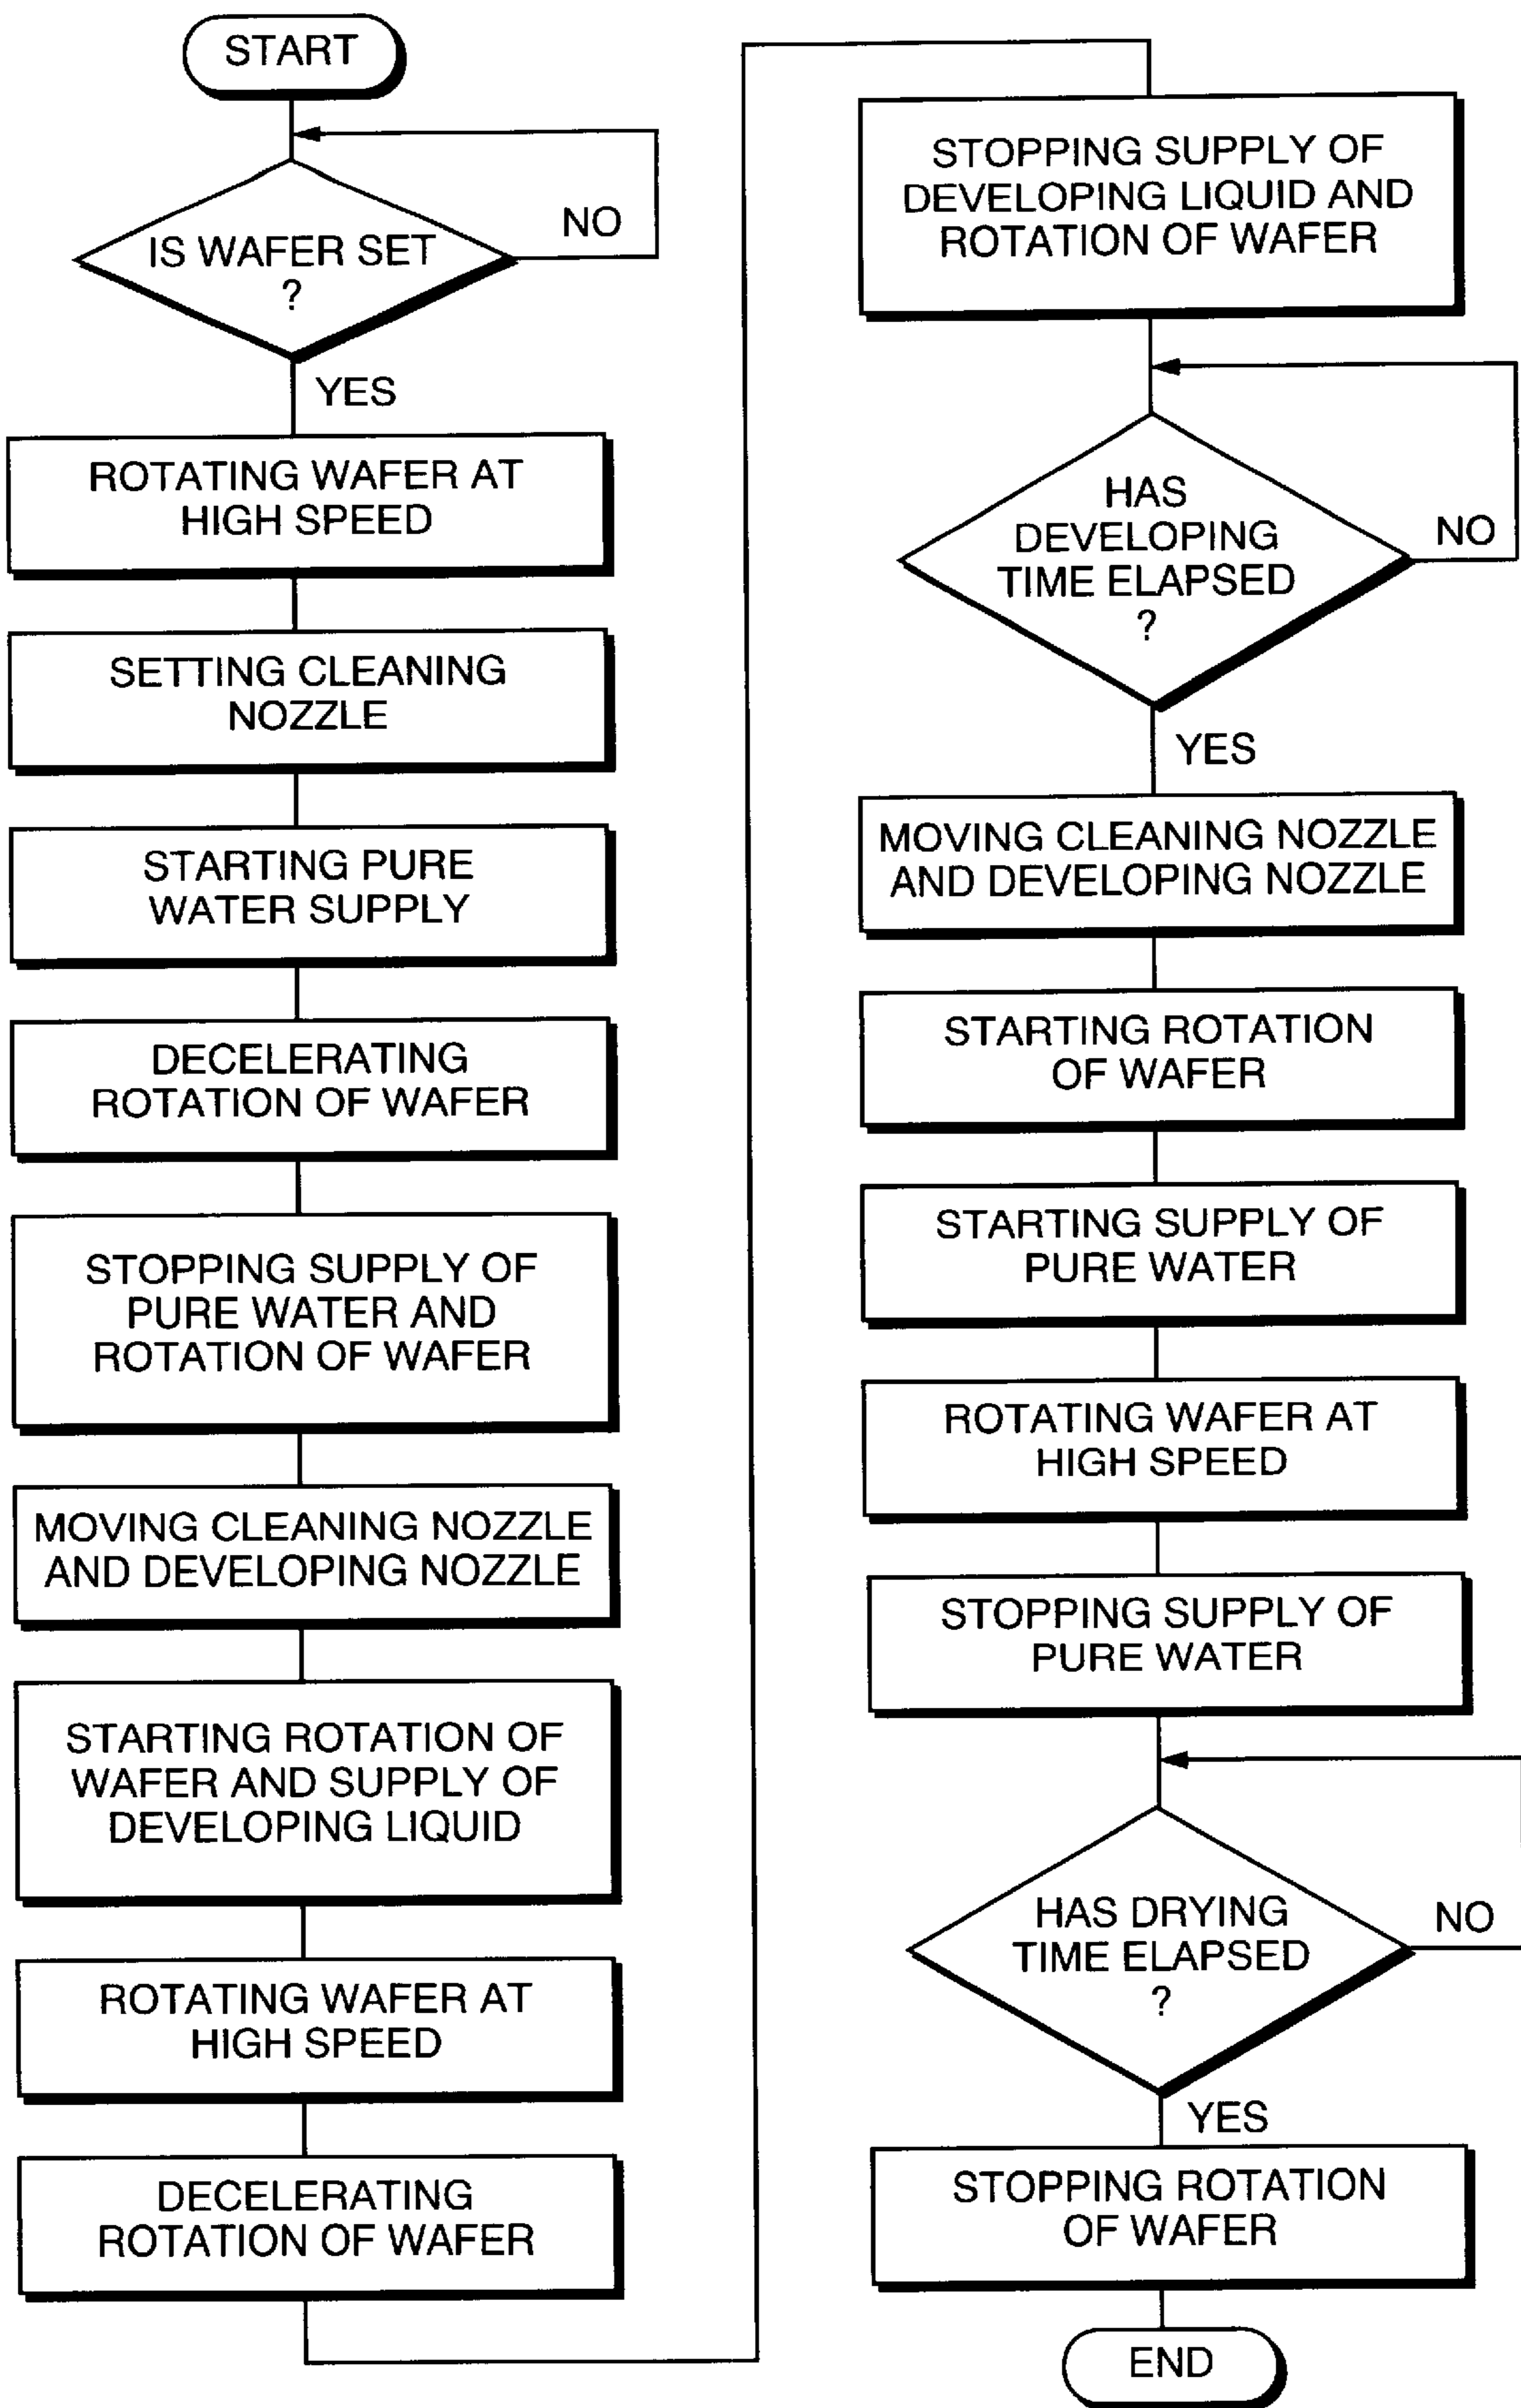 START
IS WAFER SET
?
NO
YES
ROTATING WAFER AT
HIGH SPEED
SETTING CLEANING
NOZZLE
STARTING PURE
WATER SUPPLY
DECELERATING
ROTATION OF WAFER
STOPPING SUPPLY OF
PURE WATER AND
ROTATION OF WAFER
MOVING CLEANING NOZZLE
AND DEVELOPING NOZZLE
STARTING ROTATION OF
WAFER AND SUPPLY OF
DEVELOPING LIQUID
ROTATING WAFER AT
HIGH SPEED
DECELERATING
ROTATION OF WAFER
STOPPING SUPPLY OF
DEVELOPING LIQUID AND
ROTATION OF WAFER
HAS
DEVELOPING
TIME ELAPSED
?
NO
YES
MOVING CLEANING NOZZLE
AND DEVELOPING NOZZLE
STARTING ROTATION
OF WAFER
STARTING SUPPLY OF
PURE WATER
ROTATING WAFER AT
HIGH SPEED
STOPPING SUPPLY OF
PURE WATER
HAS DRYING
TIME ELAPSED
?
NO
YES
STOPPING ROTATION
OF WAFER
END